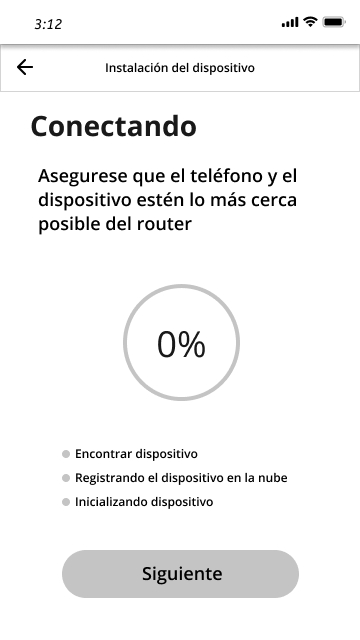 3:12
Instalación del dispositivo
Conectando
Asegurese que el teléfono y el
dispositivo estén lo más cerca
posible del router
0%
Encontrar dispositivo
Registrando el dispositivo en la nube
Inicializando dispositivo
Siguiente